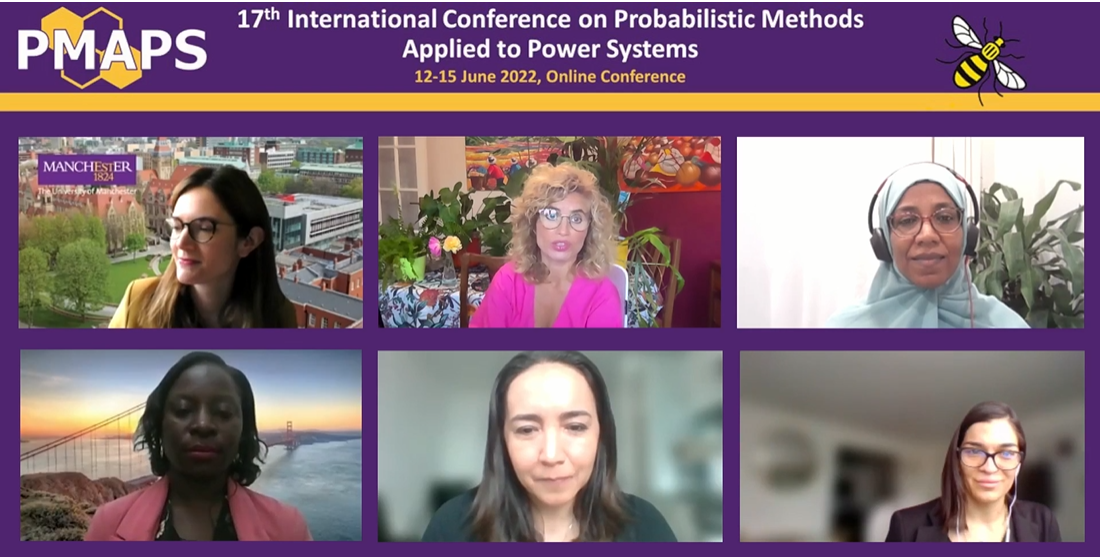 17th International Conference on Probabilistic Methods
PMAPS
Applied to Power Systems
12-15 June 2022, Online Conference
MANCHESTER
1824
The University of Manchester